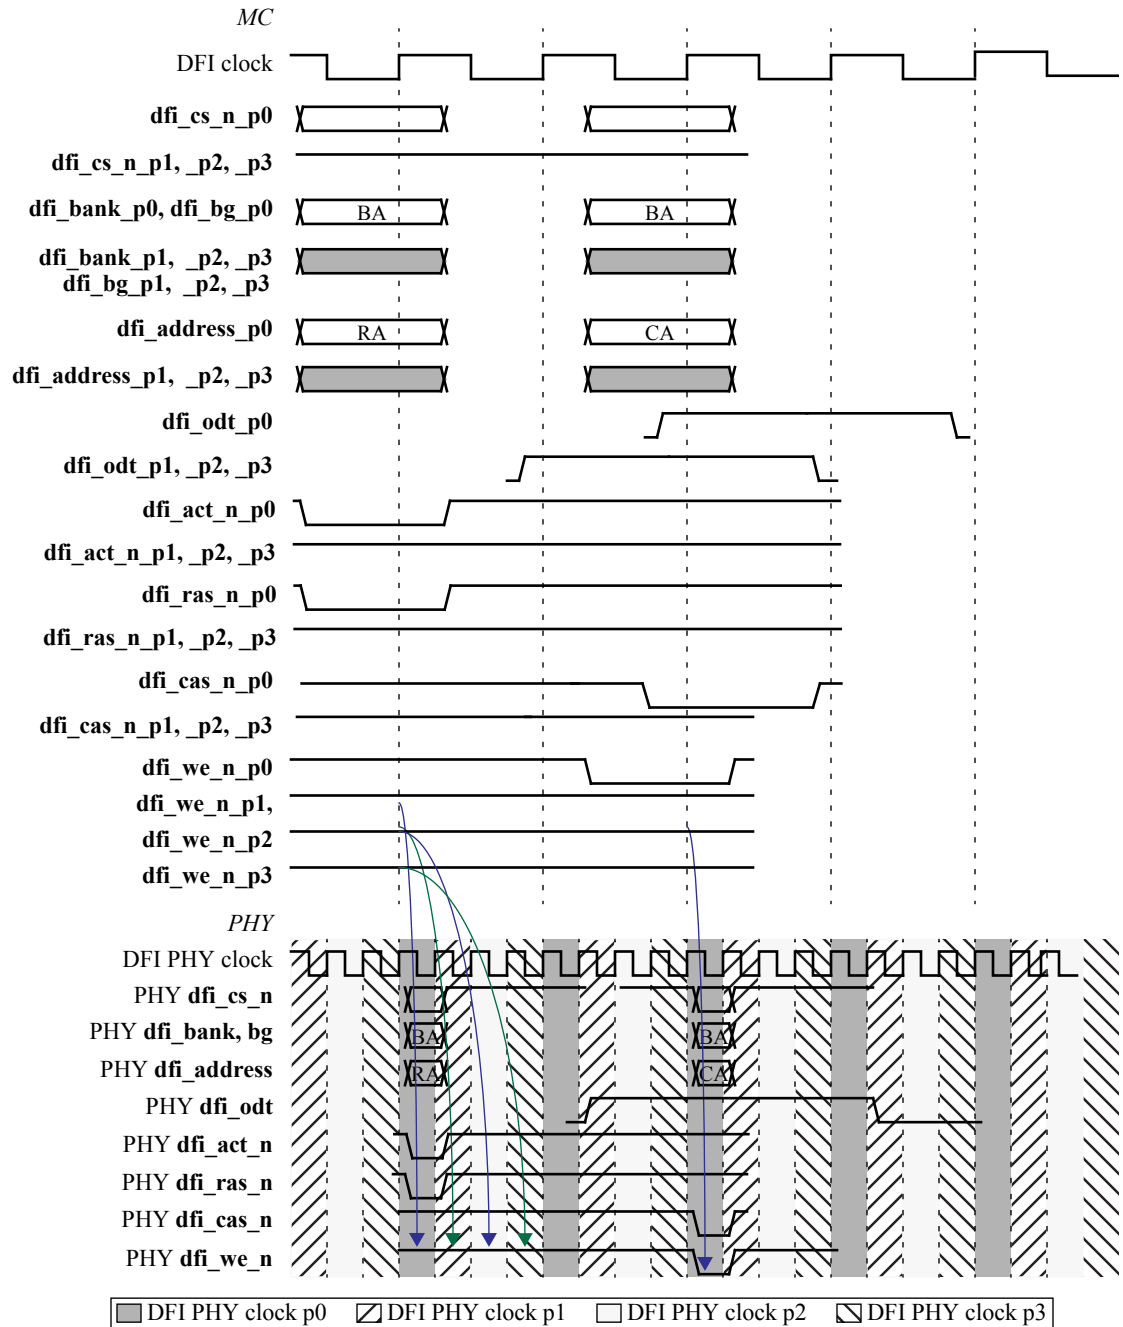 MC
DFI clock
dfi_cs_n_p0
dfi_cs_n_p1, _p2, _p3
dfi_bank_p0, dfi_bg_p0 BA BA
dfi_bank_p1, _p2, _p3
dfi_bg_p1, _p2, _p3
dfi_address_p0 RA CA
dfi_address_p1, _p2, _p3
dfi_odt_p0
dfi_odt_p1, _p2, _p3
dfi_act_n_p0
dfi_act_n_p1, _p2, _p3
dfi_ras_n_p0
dfi_ras_n_p1, _p2, _p3
dfi_cas_n_p0
dfi_cas_n_p1, _p2, _p3
dfi_we_n_p0
dfi_we_n_p1,
dfi_we_n_p2
dfi_we_n_p3
PHY
DFI PHY clock
PHY dfi_cs_n
PHY dfi_bank, bg BA BA
PHY dfi_address RA CA
PHY dfi_odt
PHY dfi_act_n
PHY dfi_ras_n
PHY dfi_cas_n
PHY dfi_we_n
DFI PHY clock p0 DFI PHY clock p1 DFI PHY clock p2 DFI PHY clock p3